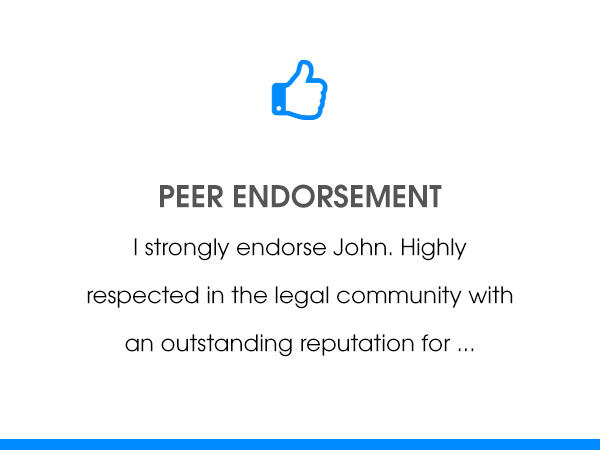 PEER ENDORSEMENT
I strongly endorse John. Highly
respected in the legal community with
an outstanding reputation for ...